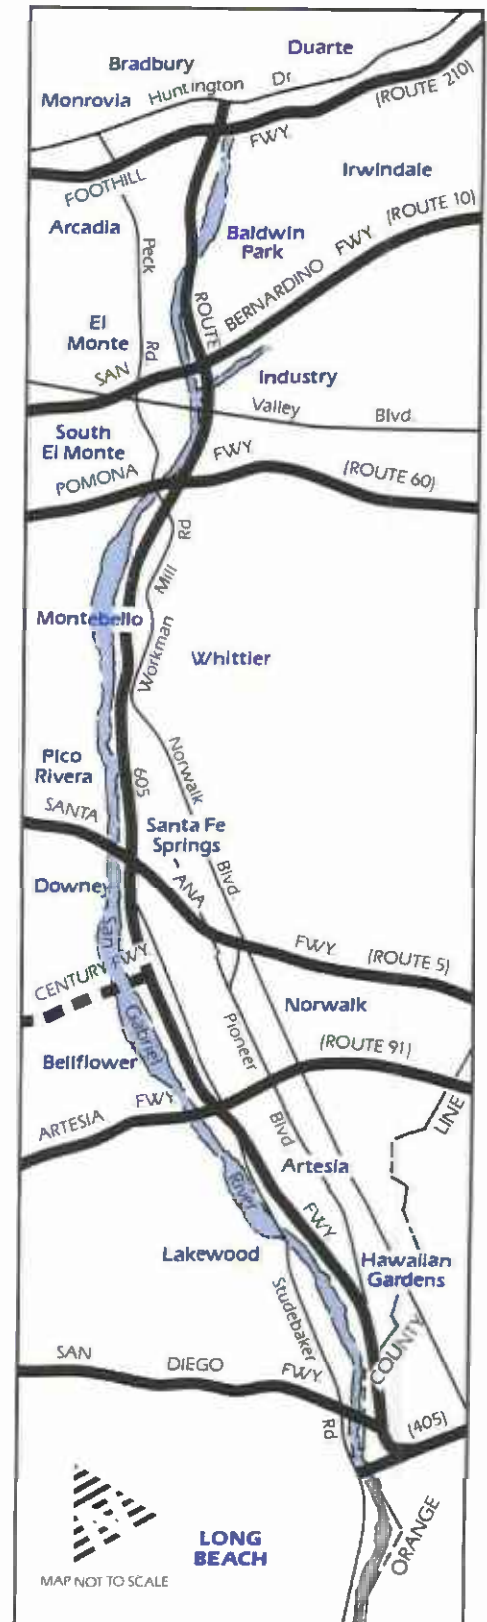 Duarte
Bradbury
Huntington Dr
Monrovia
(ROUTE 210)
FWY
FOOTHILL
Irwindale
(ROUTE 10)
Arcadia
Baldwin
Park
FWY
BERNARDINO
Peck
Rd
ROUTE
El
Monte
SAN
Industry
Valley Blvd
South
El Monte
FWY
(ROUTE 60)
POMONA
Rd
Mill
Workman
Montebello
Whittier
Pico
Rivera
605
Norwalk
Blvd
SANTA
Santa Fe
Springs
Downey
ANA
San
FWY
(ROUTE 5)
CENTURY FWY
Norwalk
Gabriel
Pioneer
Blvd
(ROUTE 91)
Bellflower
FWY
ARTESIA
LINE
Artesia
River
FWY
Lakewood
Hawaiian
Gardens
Studebaker
Rd
COUNTY
SAN DIEGO FWY
(405)
ORANGE
LONG
BEACH
MAP NOT TO SCALE